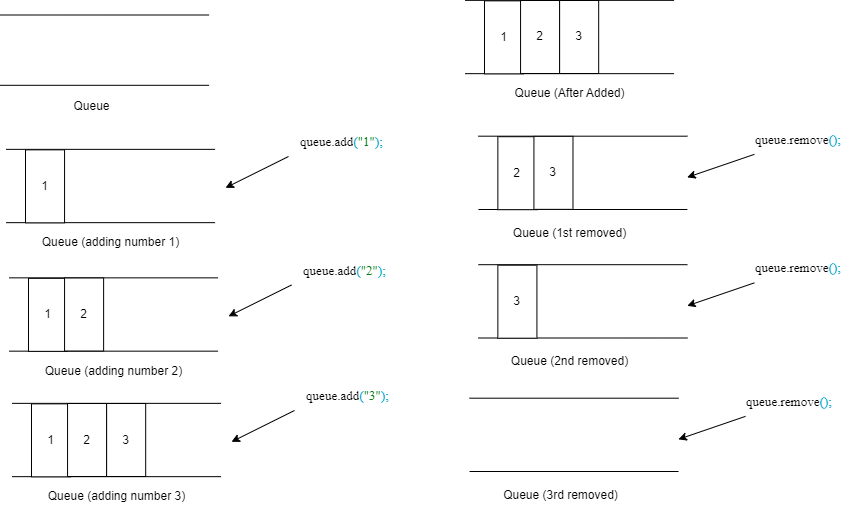 Queue
queue.add("1");
1
Queue (adding number 1)
queue.add("2");
1 2
Queue (adding number 2)
queue.add("3");
1 2 3
Queue (adding number 3)
1 2 3
Queue (After Added)
queue.remove();
2 3
Queue (1st removed)
queue.remove();
3
Queue (2nd removed)
queue.remove();
Queue (3rd removed)